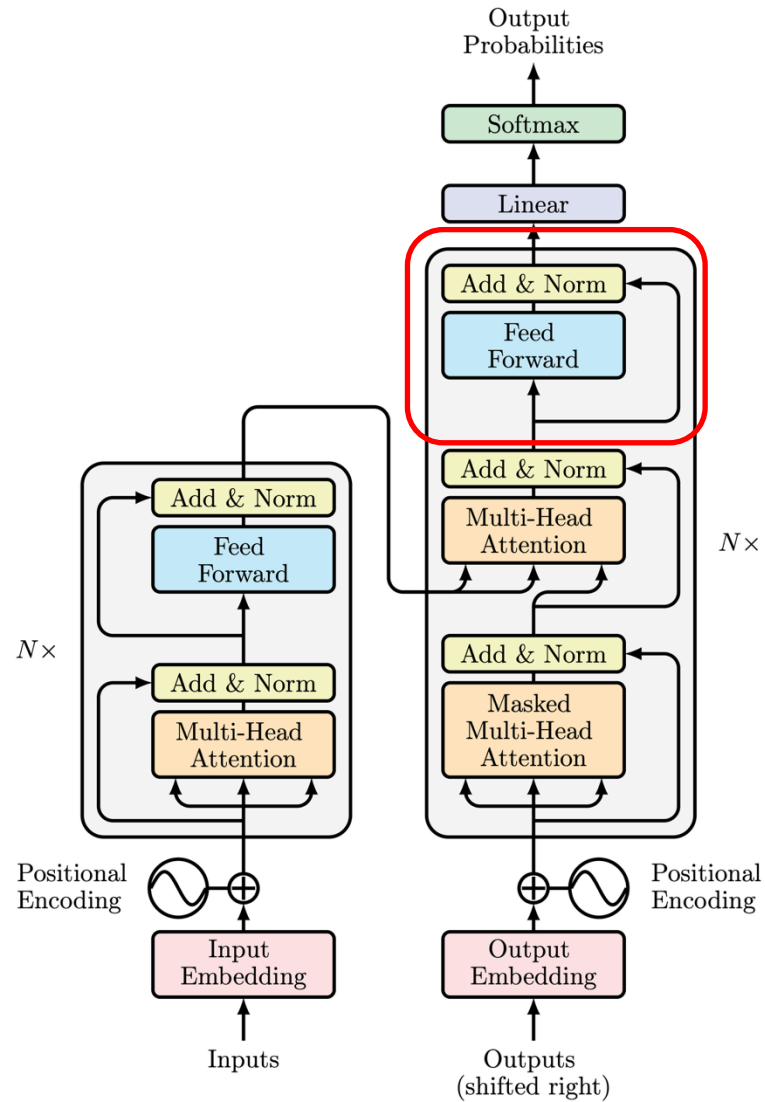 Output
Probabilities
Softmax
Linear
Add & Norm
Feed
Forward
Add & Norm
Multi-Head
Attention
N×
Add & Norm
Masked
Multi-Head
Attention
Positional
Encoding
Output
Embedding
Outputs
(shifted right)
Add & Norm
Feed
Forward
N×
Add & Norm
Multi-Head
Attention
Positional
Encoding
Input
Embedding
Inputs